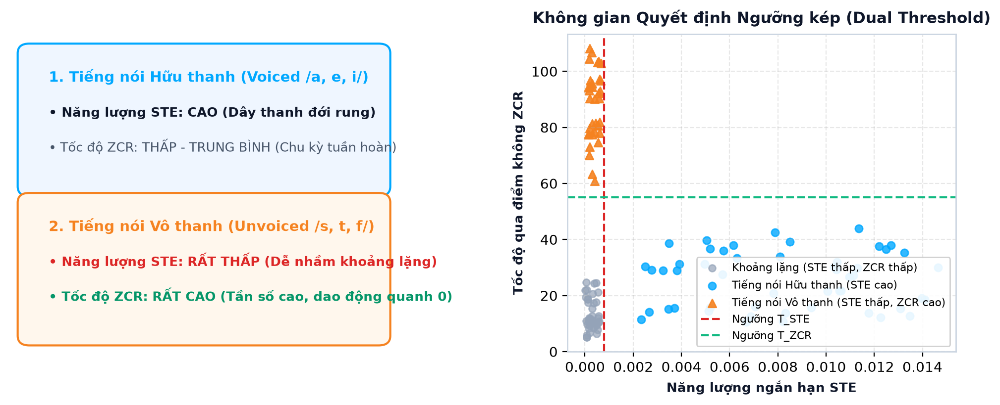 1. Tiếng nói Hữu thanh (Voiced /a, e, i/)
• Năng lượng STE: CAO (Dây thanh đới rung)
• Tốc độ ZCR: THẤP - TRUNG BÌNH (Chu kỳ tuần hoàn)
2. Tiếng nói Vô thanh (Unvoiced /s, t, f/)
• Năng lượng STE: RẤT THẤP (Dễ nhầm khoảng lặng)
• Tốc độ ZCR: RẤT CAO (Tần số cao, dao động quanh 0)
Không gian Quyết định Ngưỡng kép (Dual Threshold)
Tốc độ qua điểm không ZCR
100
80
60
40
20
0
Khoảng lặng (STE thấp, ZCR thấp)
Tiếng nói Hữu thanh (STE cao)
Tiếng nói Vô thanh (STE thấp, ZCR cao)
Ngưỡng T_STE
Ngưỡng T_ZCR
0.000 0.002 0.004 0.006 0.008 0.010 0.012 0.014
Năng lượng ngắn hạn STE